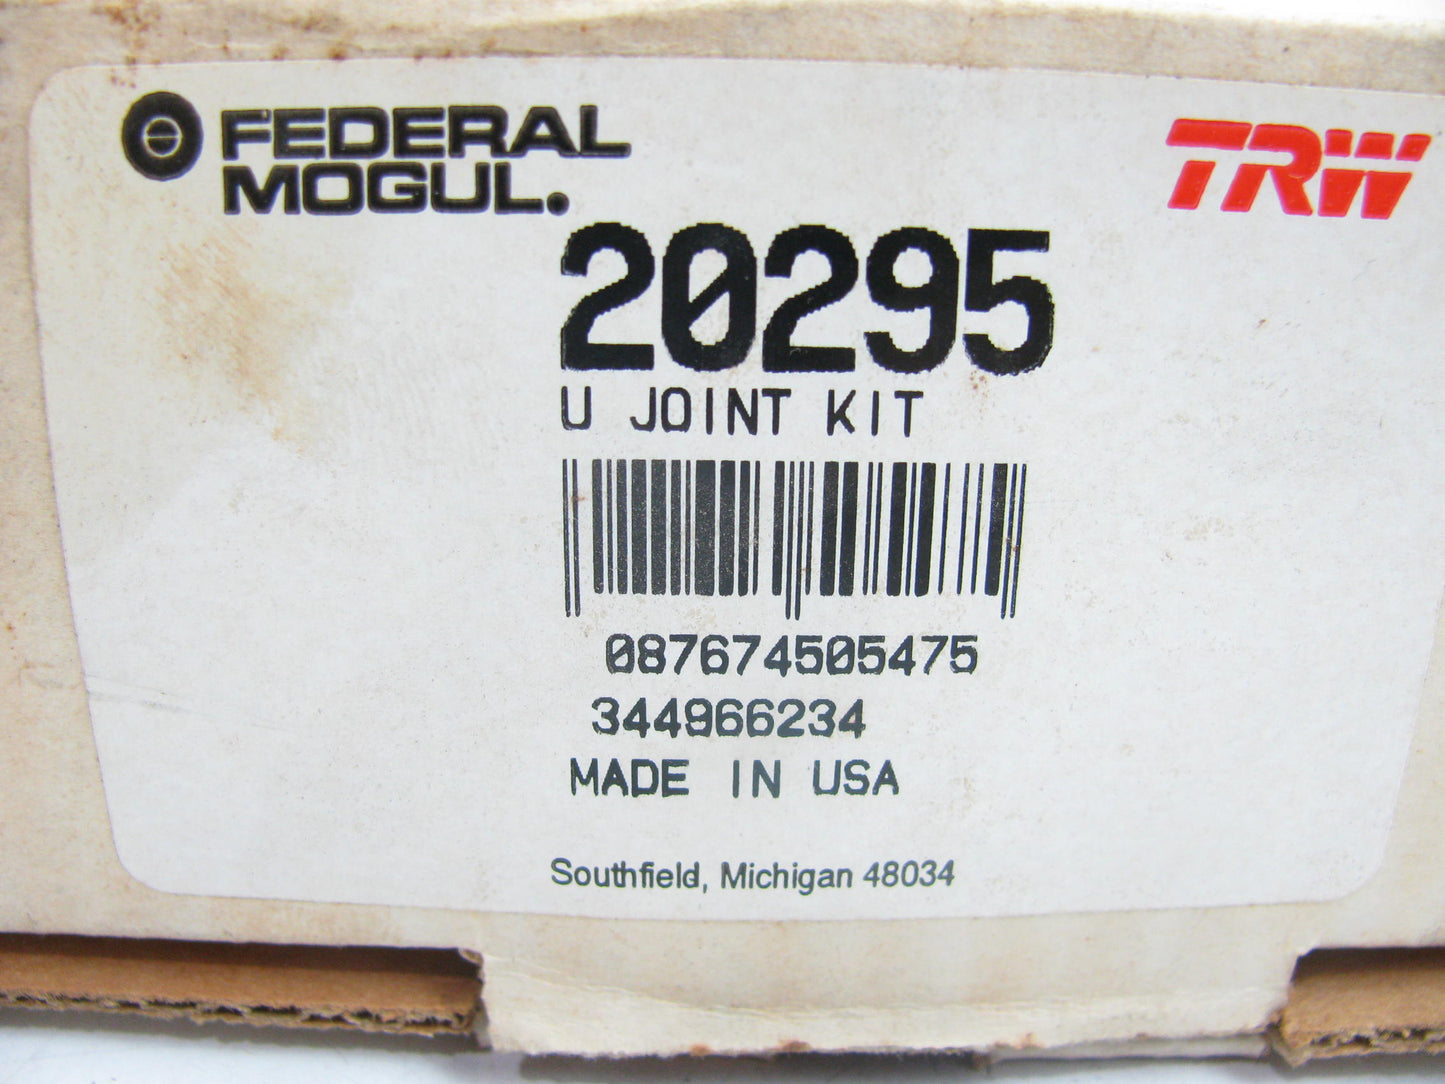 FEDERAL
MOGUL.
TRW
20295
U JOINT KIT
087674505475
344966234
MADE IN USA
Southfield, Michigan 48034